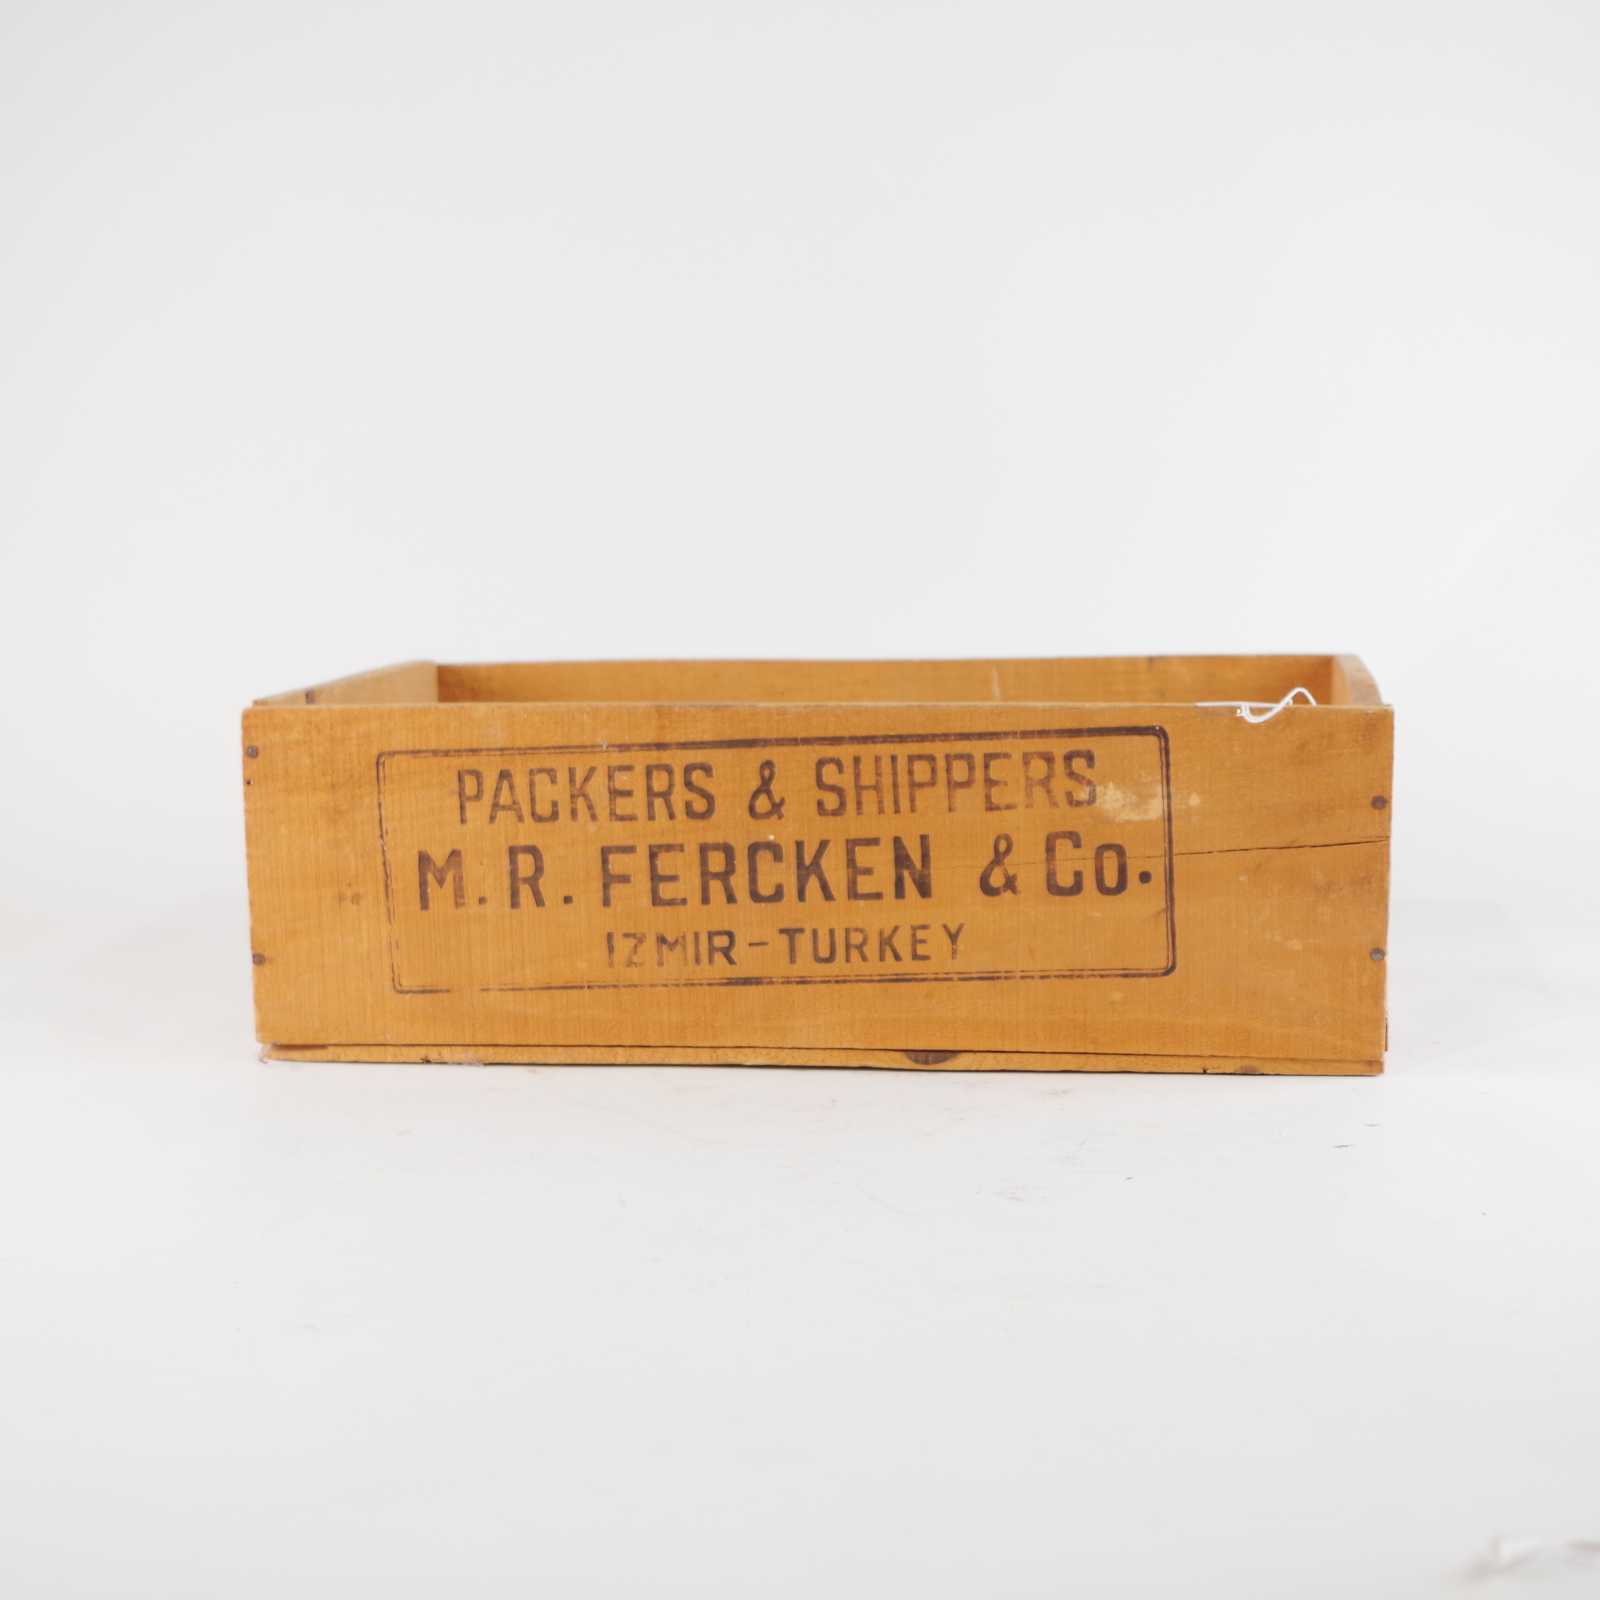 PACKERS & SHIPPERS
M. R. FERCKEN & Co.
IZMIR - TURKEY